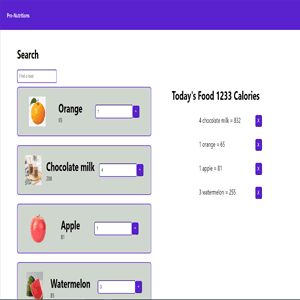 Pro-Nutritions
Search
Find a food
Orange
65
1
+
Chocolate milk
208
4
+
Apple
81
1
+
Watermelon
85
3
+
Today's Food 1233 Calories
4 chocolate milk = 832
X
1 orange = 65
X
1 apple = 81
X
3 watermelon = 255
X